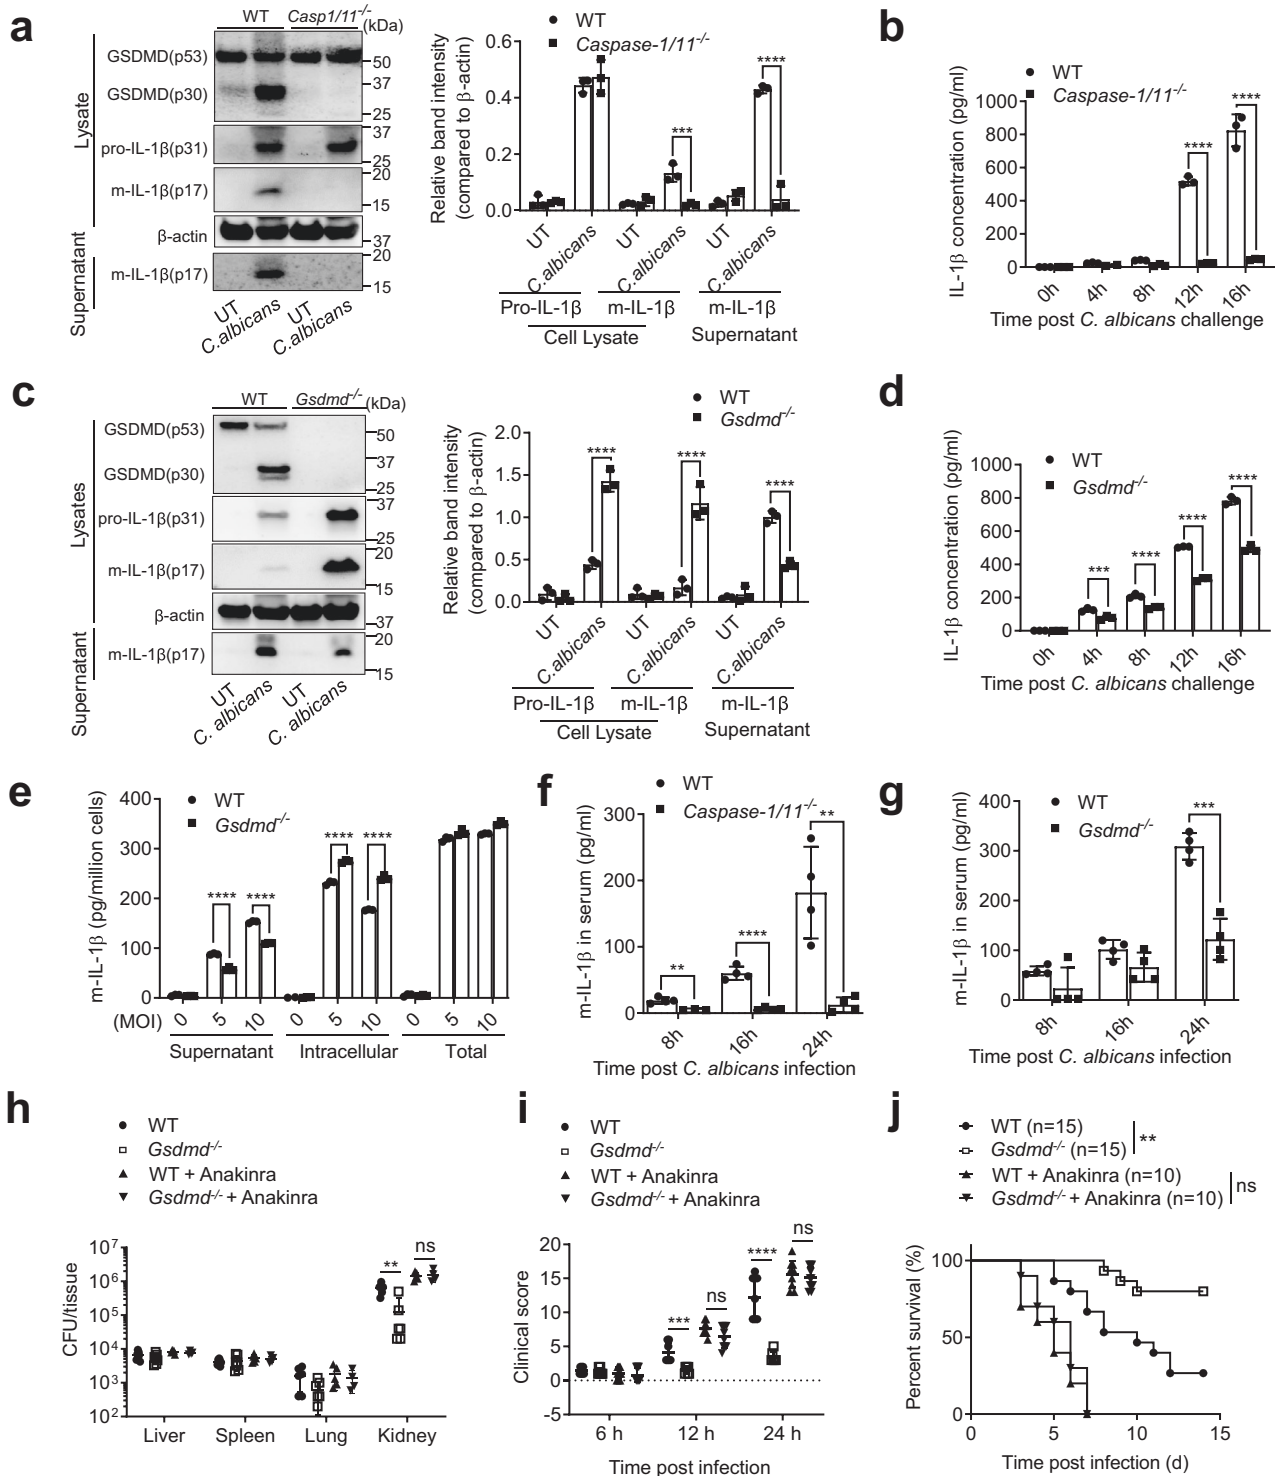 a
WT Casp1/11-/- (kDa)
Lysate
GSDMD(p53)
GSDMD(p30)
pro-IL-1β(p31)
m-IL-1β(p17)
β-actin
Supernatant
m-IL-1β(p17)
50
37
25
37
25
20
15
37
20
15
UT
C.albicans
UT
C.albicans
WT
Caspase-1/11-/-
Relative band intensity
(compared to β-actin)
0.6
0.4
0.2
0.0
***
****
UT
C.albicans
UT
C.albicans
UT
C.albicans
Pro-IL-1β m-IL-1β m-IL-1β
Cell Lysate Supernatant
b
WT
Caspase-1/11-/-
IL-1β concentration (pg/ml)
1000
800
600
400
200
0
****
****
0h 4h 8h 12h 16h
Time post C. albicans challenge
c
WT Gsdmd-/- (kDa)
Lysates
GSDMD(p53)
GSDMD(p30)
pro-IL-1β(p31)
m-IL-1β(p17)
β-actin
Supernatant
m-IL-1β(p17)
50
37
25
37
25
20
15
37
20
15
UT
C. albicans
UT
C. albicans
WT
Gsdmd-/-
Relative band intensity
(compared to β-actin)
2.0
1.5
1.0
0.5
0.0
****
****
****
UT
C.albicans
UT
C.albicans
UT
C.albicans
Pro-IL-1β m-IL-1β m-IL-1β
Cell Lysate Supernatant
d
WT
Gsdmd-/-
IL-1β concentration (pg/ml)
1000
800
600
400
200
0
***
****
****
****
0h 4h 8h 12h 16h
Time post C. albicans challenge
e
WT
Gsdmd-/-
m-IL-1β (pg/million cells)
400
300
200
100
0
**** ****
**** ****
(MOI) 0 5 10 0 5 10 0 5 10
Supernatant Intracellular Total
f
WT
Caspase-1/11-/-
m-IL-1β in serum (pg/ml)
300
200
100
0
**
****
**
8h 16h 24h
Time post C. albicans infection
g
WT
Gsdmd-/-
m-IL-1β in serum (pg/ml)
400
300
200
100
0
***
8h 16h 24h
Time post C. albicans infection
h
WT
Gsdmd-/-
WT + Anakinra
Gsdmd-/- + Anakinra
CFU/tissue
10⁷
10⁶
10⁵
10⁴
10³
10²
** ns
Liver Spleen Lung Kidney
i
WT
Gsdmd-/-
WT + Anakinra
Gsdmd-/- + Anakinra
Clinical score
20
15
10
5
0
-5
*** ns
**** ns
6 h 12 h 24 h
Time post infection
j
WT (n=15)
Gsdmd-/- (n=15)
**
WT + Anakinra (n=10)
Gsdmd-/- + Anakinra (n=10)
ns
Percent survival (%)
100
50
0
0 5 10 15
Time post infection (d)